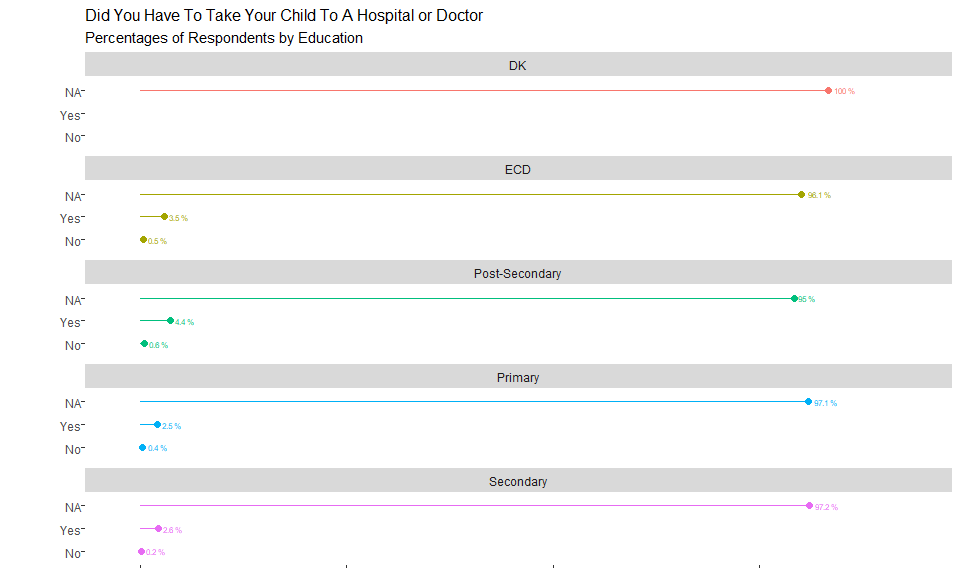 Did You Have To Take Your Child To A Hospital or Doctor
Percentages of Respondents by Education
DK
NA 100 %
Yes
No
ECD
NA 96.1 %
Yes 3.5 %
No 0.5 %
Post-Secondary
NA 95 %
Yes 4.4 %
No 0.6 %
Primary
NA 97.1 %
Yes 2.5 %
No 0.4 %
Secondary
NA 97.2 %
Yes 2.6 %
No 0.2 %